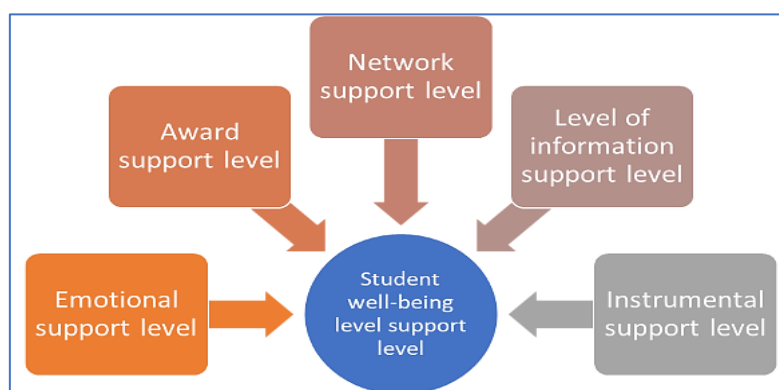 Network
support level
Award
support level
Level of
information
support level
Emotional
support level
Student
well-being
level support
level
Instrumental
support level